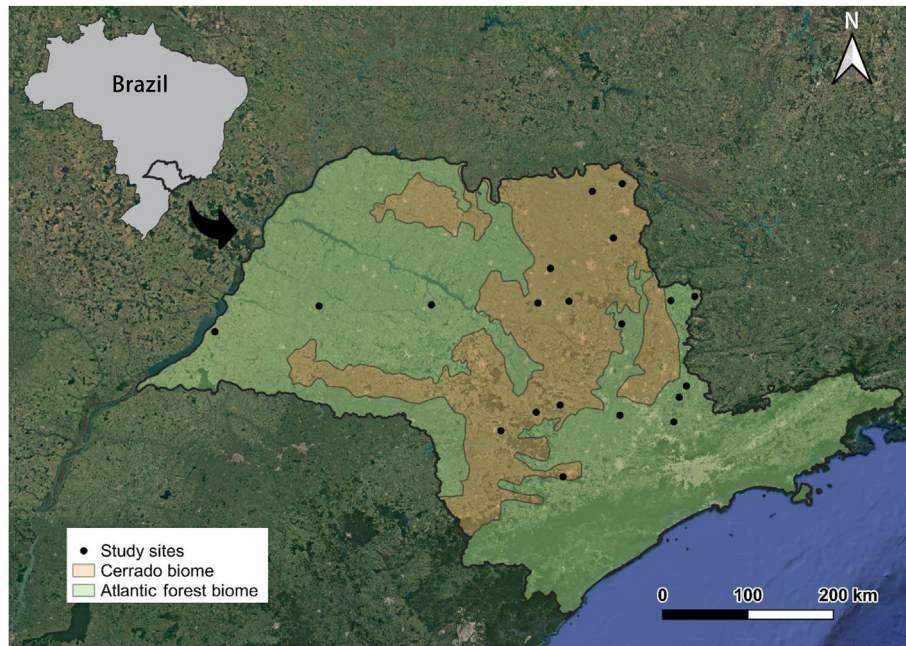 Brazil
N
Study sites
Cerrado biome
Atlantic forest biome
0 100 200 km